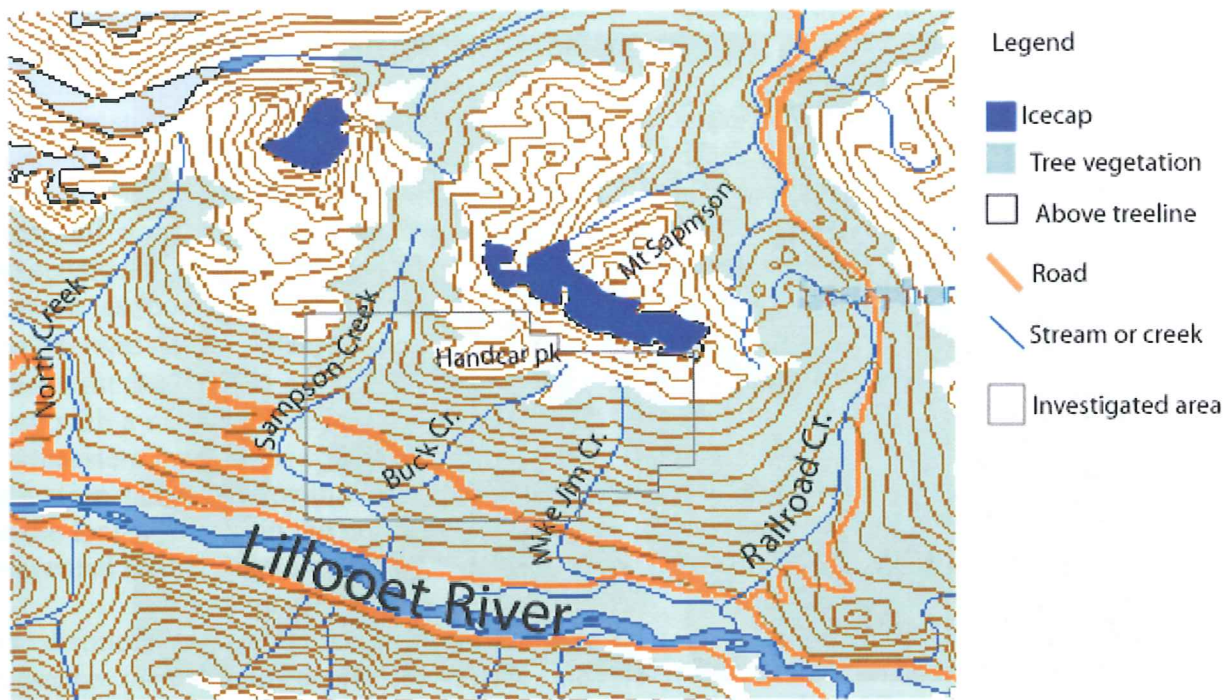 Legend
Icecap
Tree vegetation
Above treeline
Road
Stream or creek
Investigated area
Mt Sapmson
North Creek
Sampson Creek
Handcar pk
Buck Cr.
Mike Jim Cr.
Railroad Cr.
Lillooet River